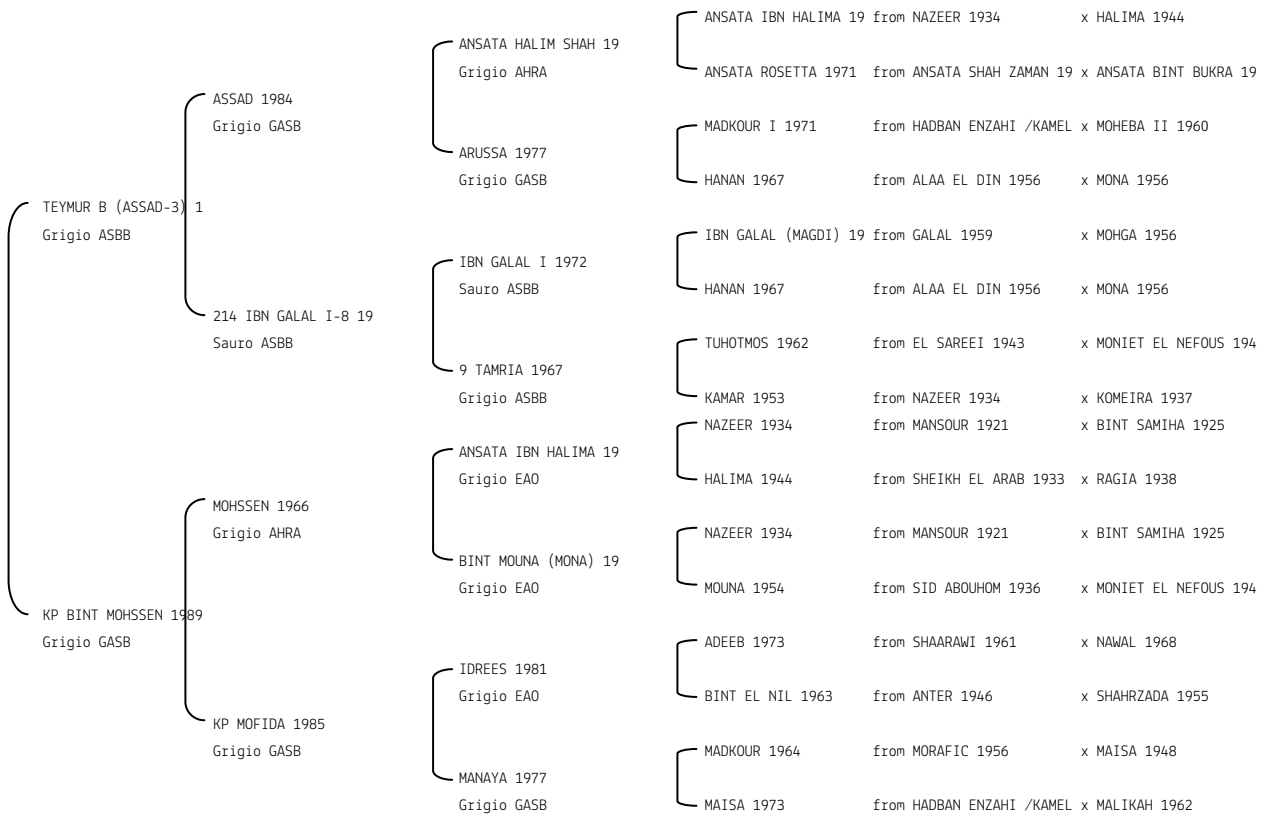 ANSATA IBN HALIMA 19 from NAZEER 1934 x HALIMA 1944
ANSATA HALIM SHAH 19
Grigio AHRA
ANSATA ROSETTA 1971 from ANSATA SHAH ZAMAN 19 x ANSATA BINT BUKRA 19
ASSAD 1984
Grigio GASB
MADKOUR I 1971 from HADBAN ENZAHI /KAMEL x MOHEBA II 1960
ARUSSA 1977
Grigio GASB
HANAN 1967 from ALAA EL DIN 1956 x MONA 1956
TEYMUR B (ASSAD-3) 1
Grigio ASBB
IBN GALAL (MAGDI) 19 from GALAL 1959 x MOHGA 1956
IBN GALAL I 1972
Sauro ASBB
HANAN 1967 from ALAA EL DIN 1956 x MONA 1956
214 IBN GALAL I-8 19
Sauro ASBB
TUHOTMOS 1962 from EL SAREEI 1943 x MONIET EL NEFOUS 194
9 TAMRIA 1967
Grigio ASBB
KAMAR 1953 from NAZEER 1934 x KOMEIRA 1937
NAZEER 1934 from MANSOUR 1921 x BINT SAMIHA 1925
ANSATA IBN HALIMA 19
Grigio EAO
HALIMA 1944 from SHEIKH EL ARAB 1933 x RAGIA 1938
MOHSSEN 1966
Grigio AHRA
NAZEER 1934 from MANSOUR 1921 x BINT SAMIHA 1925
BINT MOUNA (MONA) 19
Grigio EAO
MOUNA 1954 from SID ABOUHOM 1936 x MONIET EL NEFOUS 194
KP BINT MOHSSEN 1989
Grigio GASB
ADEEB 1973 from SHAARAWI 1961 x NAWAL 1968
IDREES 1981
Grigio EAO
BINT EL NIL 1963 from ANTER 1946 x SHAHRZADA 1955
KP MOFIDA 1985
Grigio GASB
MADKOUR 1964 from MORAFIC 1956 x MAISA 1948
MANAYA 1977
Grigio GASB
MAISA 1973 from HADBAN ENZAHI /KAMEL x MALIKAH 1962